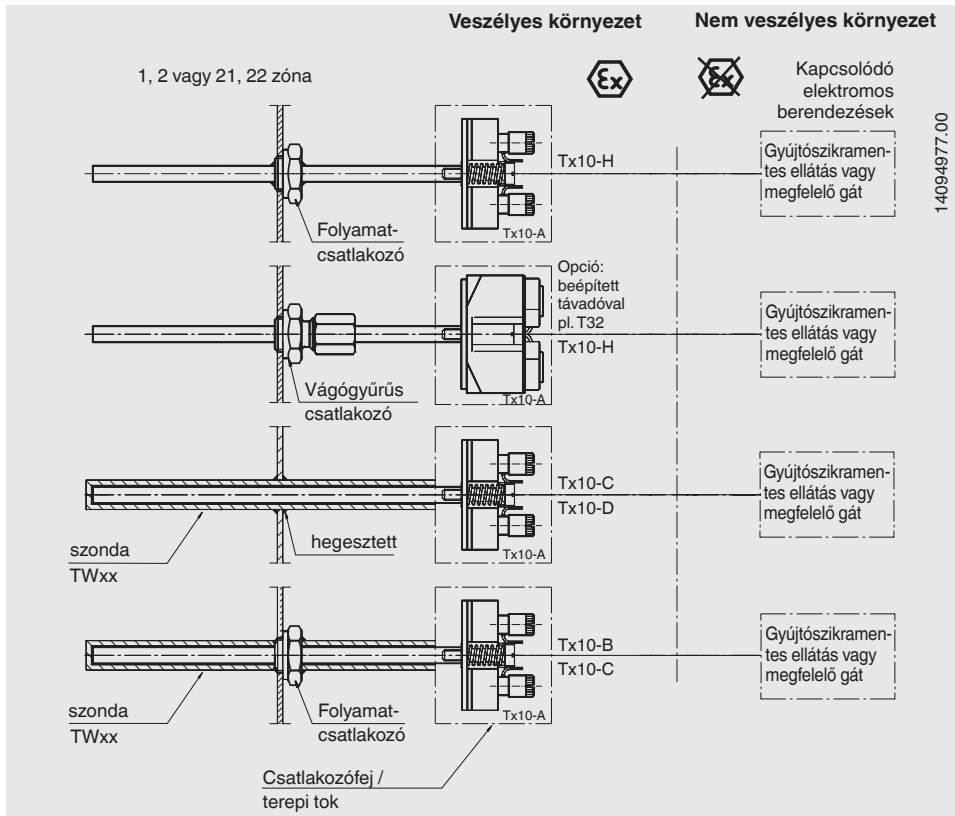 Veszélyes környezet
Nem veszélyes környezet
1, 2 vagy 21, 22 zóna
Ex
Ex
Kapcsolódó
elektromos
berendezések
14094977.00
Tx10-H
Tx10-A
Gyújtószikramen-
tes ellátás vagy
megfelelő gát
Folyamat-
csatlakozó
Opció:
beépített
távadóval
pl. T32
Tx10-H
Tx10-A
Gyújtószikramen-
tes ellátás vagy
megfelelő gát
Vágógyűrűs
csatlakozó
Tx10-C
Tx10-D
Tx10-A
Gyújtószikramen-
tes ellátás vagy
megfelelő gát
szonda
TWxx
hegesztett
Tx10-B
Tx10-C
Tx10-A
Gyújtószikramen-
tes ellátás vagy
megfelelő gát
szonda
TWxx
Folyamat-
csatlakozó
Csatlakozófej /
terepi tok